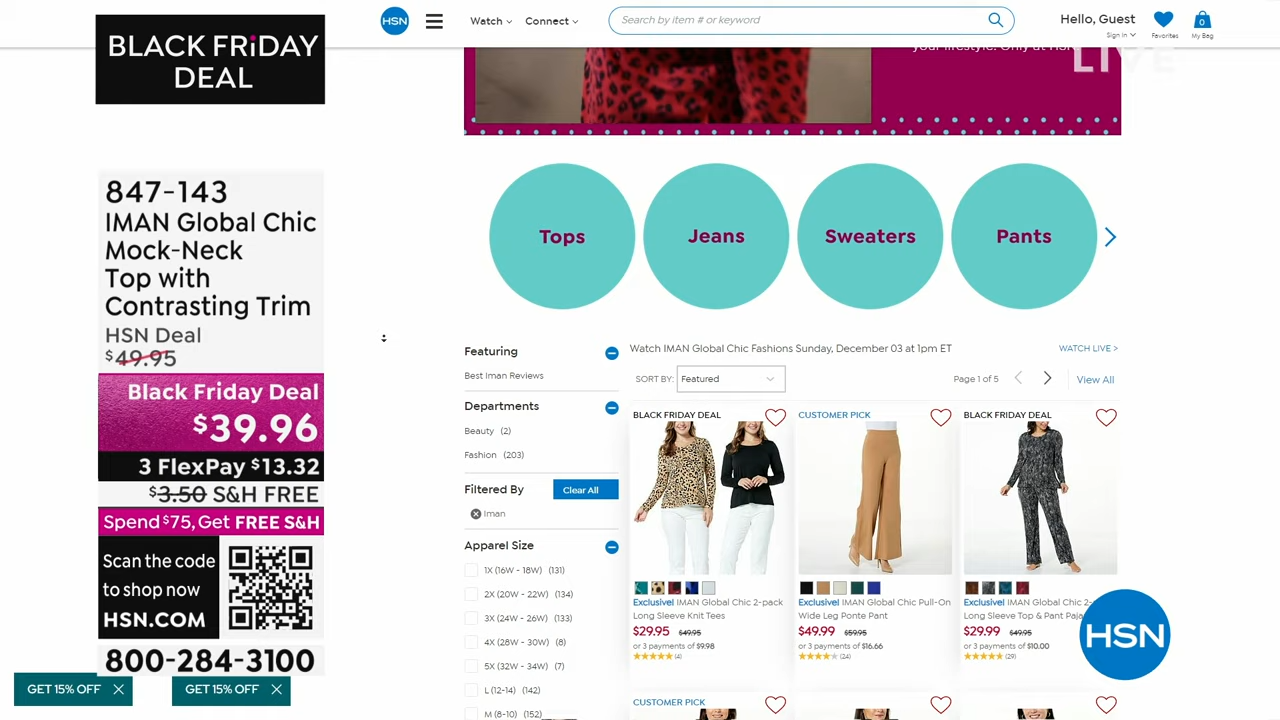 BLACK FRiDAY
DEAL
847-143
IMAN Global Chic
Mock-Neck
Top with
Contrasting Trim
HSN Deal
$49.95
Black Friday Deal
$39.96
3 FlexPay $13.32
$3.50 S&H FREE
Spend $75, Get FREE S&H
Scan the code
to shop now
HSN.COM
800-284-3100
GET 15% OFF
GET 15% OFF
HSN
Watch
Connect
Search by item # or keyword
Hello, Guest
Sign In
Favorites
0
My Bag
your lifestyle. Only at HSN
LIVE
Tops
Jeans
Sweaters
Pants
Featuring
Best Iman Reviews
Departments
Beauty (2)
Fashion (203)
Filtered By
Clear All
Iman
Apparel Size
1X (16W - 18W) (131)
2X (20W - 22W) (134)
3X (24W - 26W) (133)
4X (28W - 30W) (8)
5X (32W - 34W) (7)
L (12-14) (142)
M (8-10) (152)
Watch IMAN Global Chic Fashions Sunday, December 03 at 1pm ET
WATCH LIVE >
SORT BY:
Featured
Page 1 of 5
View All
BLACK FRIDAY DEAL
Exclusive! IMAN Global Chic 2-pack
Long Sleeve Knit Tees
$29.95 $49.95
or 3 payments of $9.98
(4)
CUSTOMER PICK
Exclusive! IMAN Global Chic Pull-On
Wide Leg Ponte Pant
$49.99 $59.95
or 3 payments of $16.66
(24)
BLACK FRIDAY DEAL
Exclusive! IMAN Global Chic 2-
Long Sleeve Top & Pant Paja
$29.99 $49.95
or 3 payments of $10.00
(29)
CUSTOMER PICK
HSN